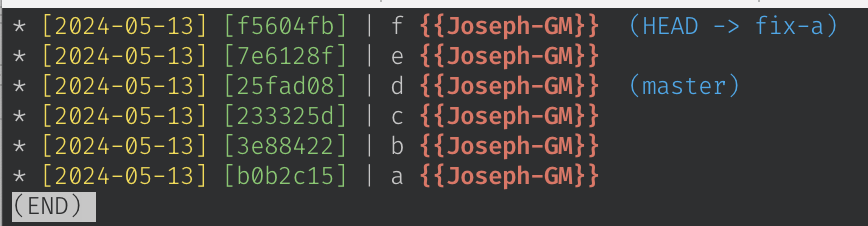 * [2024-05-13] [f5604fb] | f {{Joseph-GM}} (HEAD -> fix-a)
* [2024-05-13] [7e6128f] | e {{Joseph-GM}}
* [2024-05-13] [25fad08] | d {{Joseph-GM}} (master)
* [2024-05-13] [233325d] | c {{Joseph-GM}}
* [2024-05-13] [3e88422] | b {{Joseph-GM}}
* [2024-05-13] [b0b2c15] | a {{Joseph-GM}}
(END)